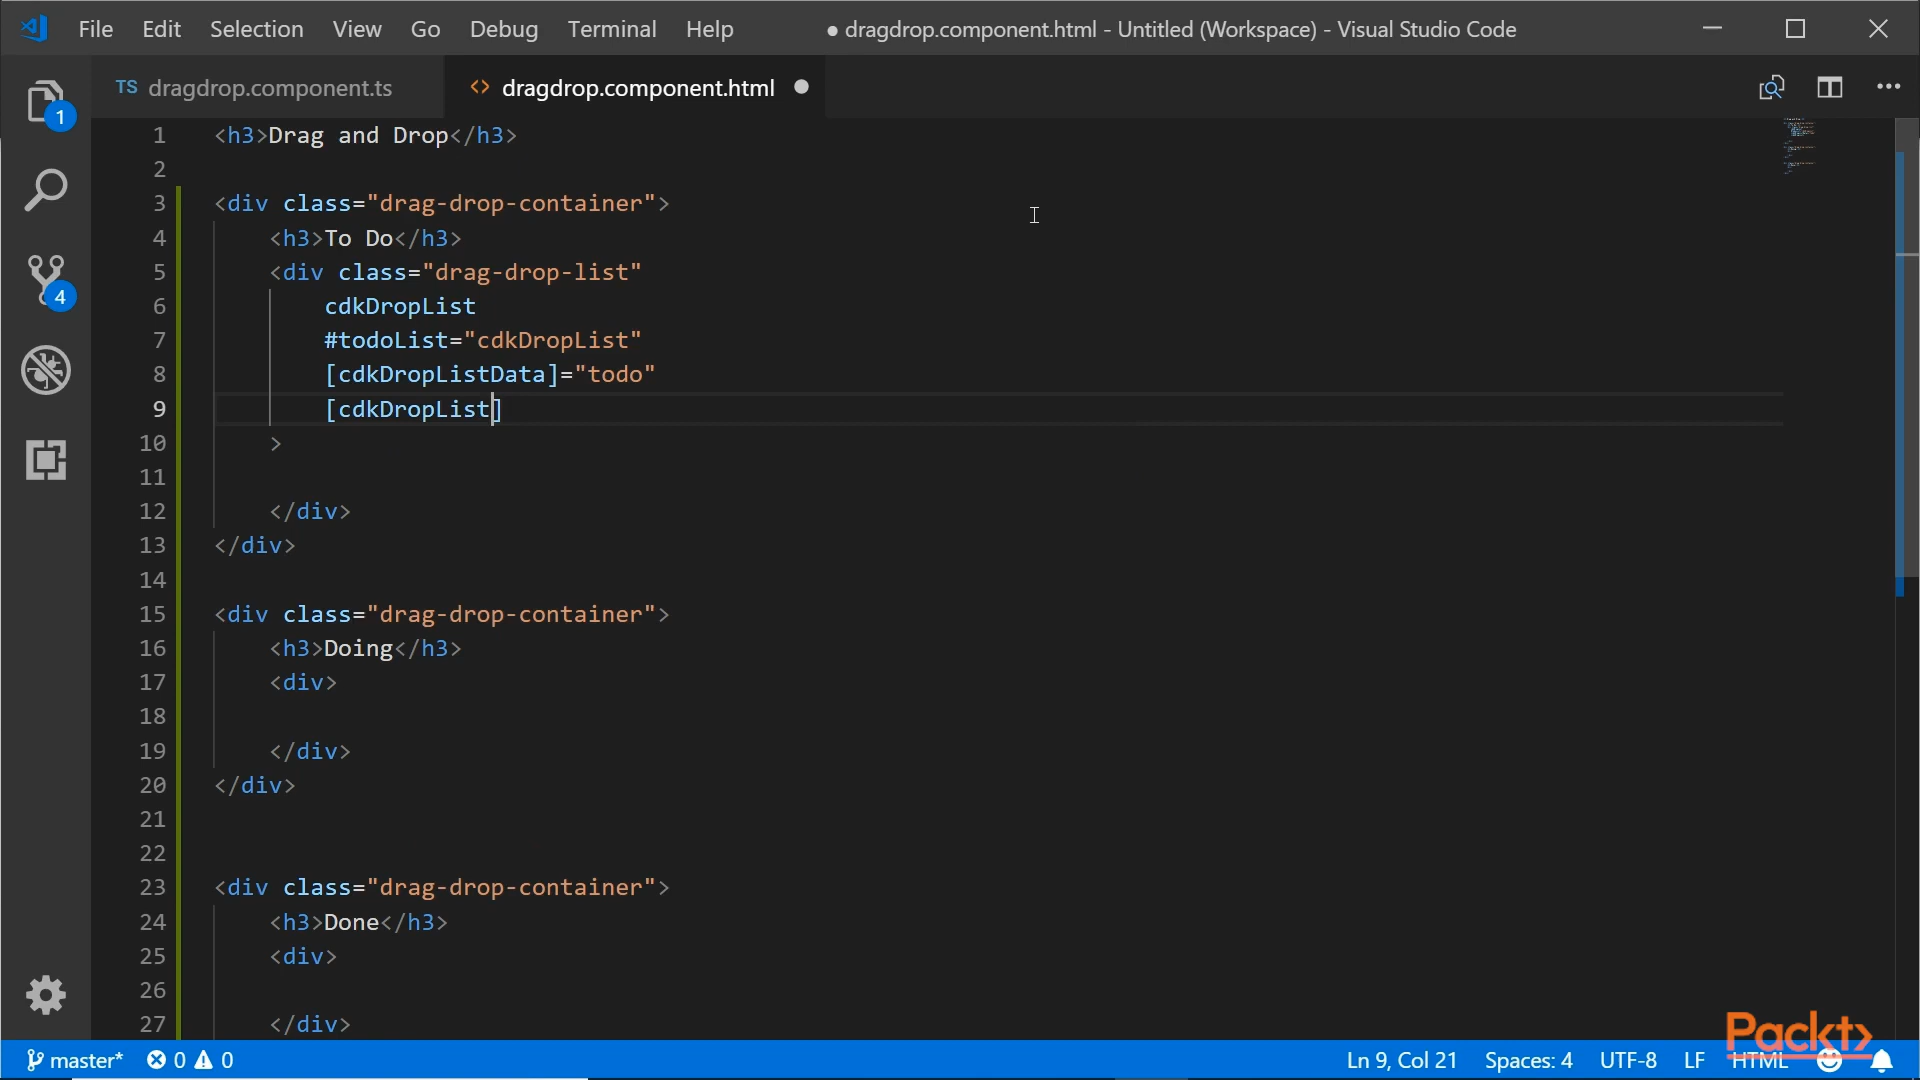 File Edit Selection View Go Debug Terminal Help ● dragdrop.component.html - Untitled (Workspace) - Visual Studio Code
TS dragdrop.component.ts <> dragdrop.component.html
1 <h3>Drag and Drop</h3>
2
3 <div class="drag-drop-container">
4 <h3>To Do</h3>
5 <div class="drag-drop-list"
6 cdkDropList
7 #todoList="cdkDropList"
8 [cdkDropListData]="todo"
9 [cdkDropList]
10 >
11
12 </div>
13 </div>
14
15 <div class="drag-drop-container">
16 <h3>Doing</h3>
17 <div>
18
19 </div>
20 </div>
21
22
23 <div class="drag-drop-container">
24 <h3>Done</h3>
25 <div>
26
27 </div>
1
4
Packt>
master* 0 0 Ln 9, Col 21 Spaces: 4 UTF-8 LF HTML